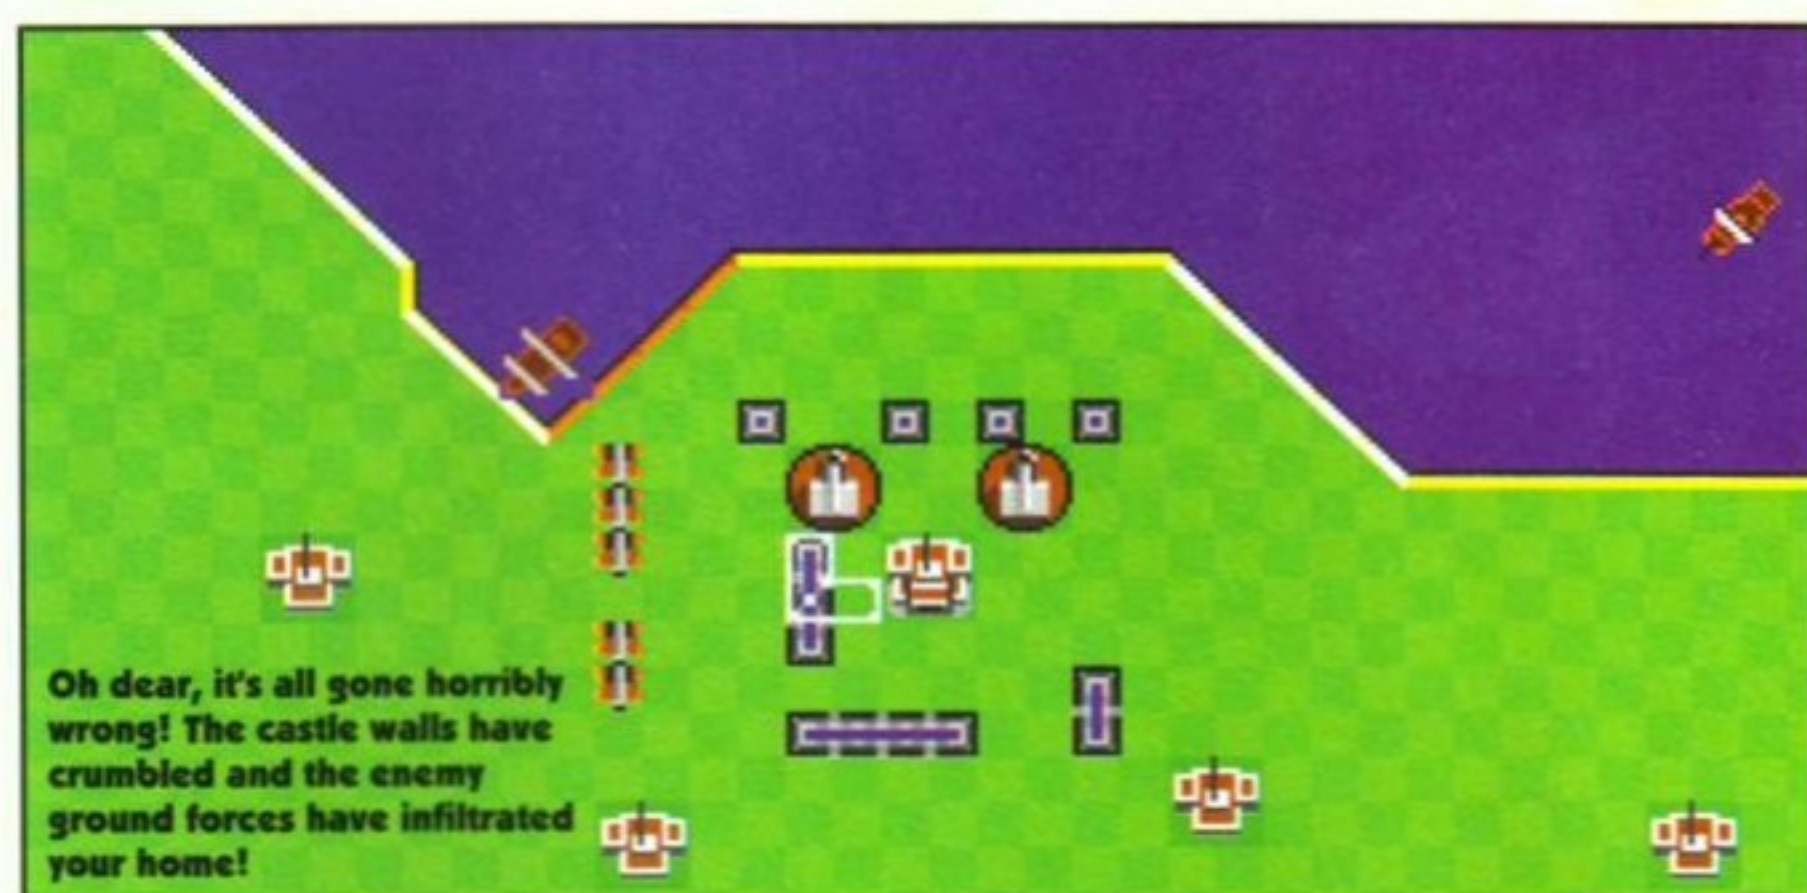 Oh dear, it's all gone horribly
wrong! The castle walls have
crumbled and the enemy
ground forces have infiltrated
your home!